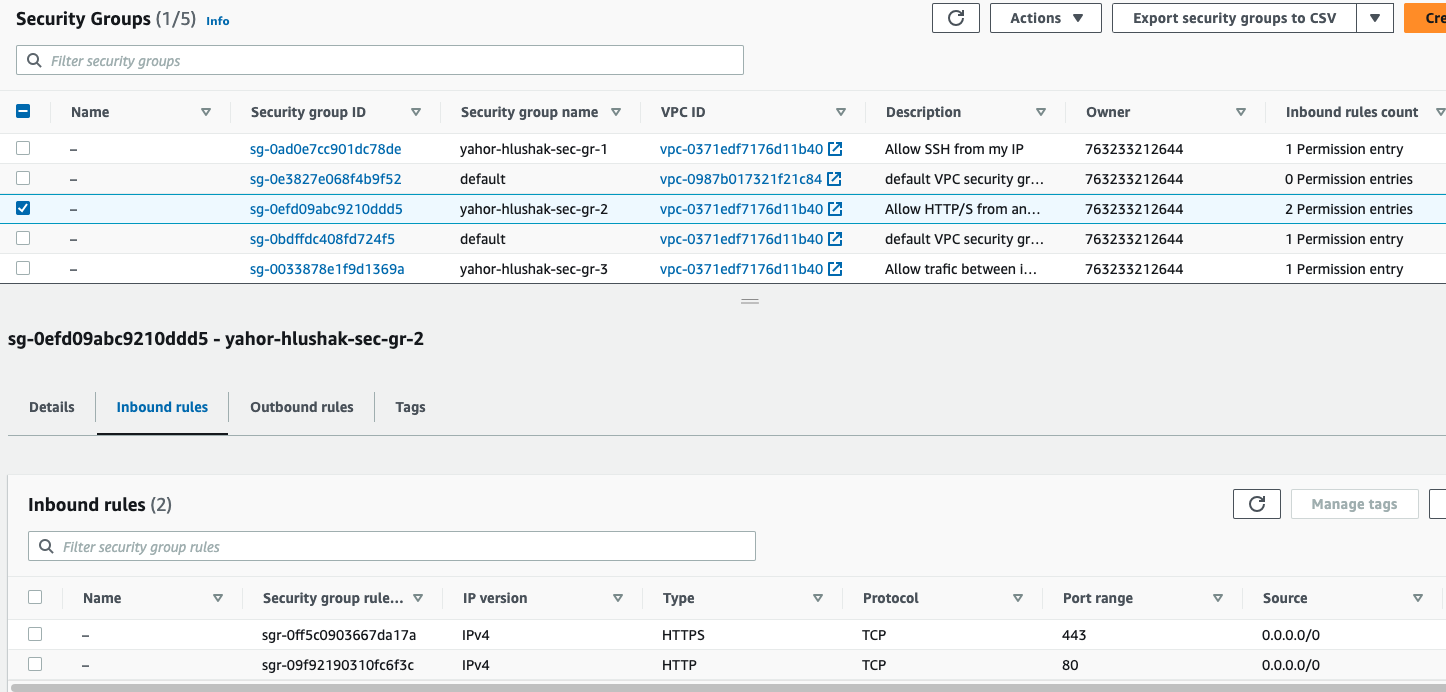 Security Groups (1/5) Info
Actions Export security groups to CSV Cre
Filter security groups
Name Security group ID Security group name VPC ID Description Owner Inbound rules count
– sg-0ad0e7cc901dc78de yahor-hlushak-sec-gr-1 vpc-0371edf7176d11b40 Allow SSH from my IP 763233212644 1 Permission entry
– sg-0e3827e068f4b9f52 default vpc-0987b017321f21c84 default VPC security gr... 763233212644 0 Permission entries
– sg-0efd09abc9210ddd5 yahor-hlushak-sec-gr-2 vpc-0371edf7176d11b40 Allow HTTP/S from an... 763233212644 2 Permission entries
– sg-0bdffdc408fd724f5 default vpc-0371edf7176d11b40 default VPC security gr... 763233212644 1 Permission entry
– sg-0033878e1f9d1369a yahor-hlushak-sec-gr-3 vpc-0371edf7176d11b40 Allow trafic between i... 763233212644 1 Permission entry
sg-0efd09abc9210ddd5 - yahor-hlushak-sec-gr-2
Details Inbound rules Outbound rules Tags
Inbound rules (2)
Manage tags
Filter security group rules
Name Security group rule... IP version Type Protocol Port range Source
– sgr-0ff5c0903667da17a IPv4 HTTPS TCP 443 0.0.0.0/0
– sgr-09f92190310fc6f3c IPv4 HTTP TCP 80 0.0.0.0/0